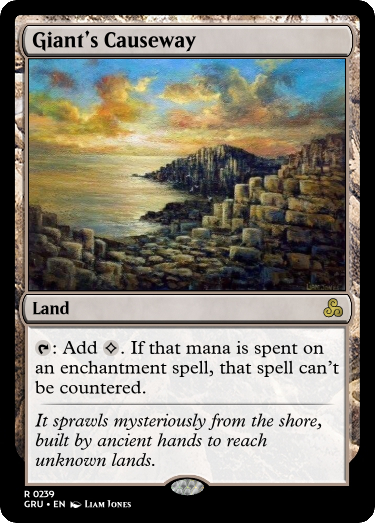 Giant's Causeway
Land
: Add . If that mana is spent on
an enchantment spell, that spell can't
be countered.
It sprawls mysteriously from the shore,
built by ancient hands to reach
unknown lands.
R 0239
GRU • EN Liam Jones